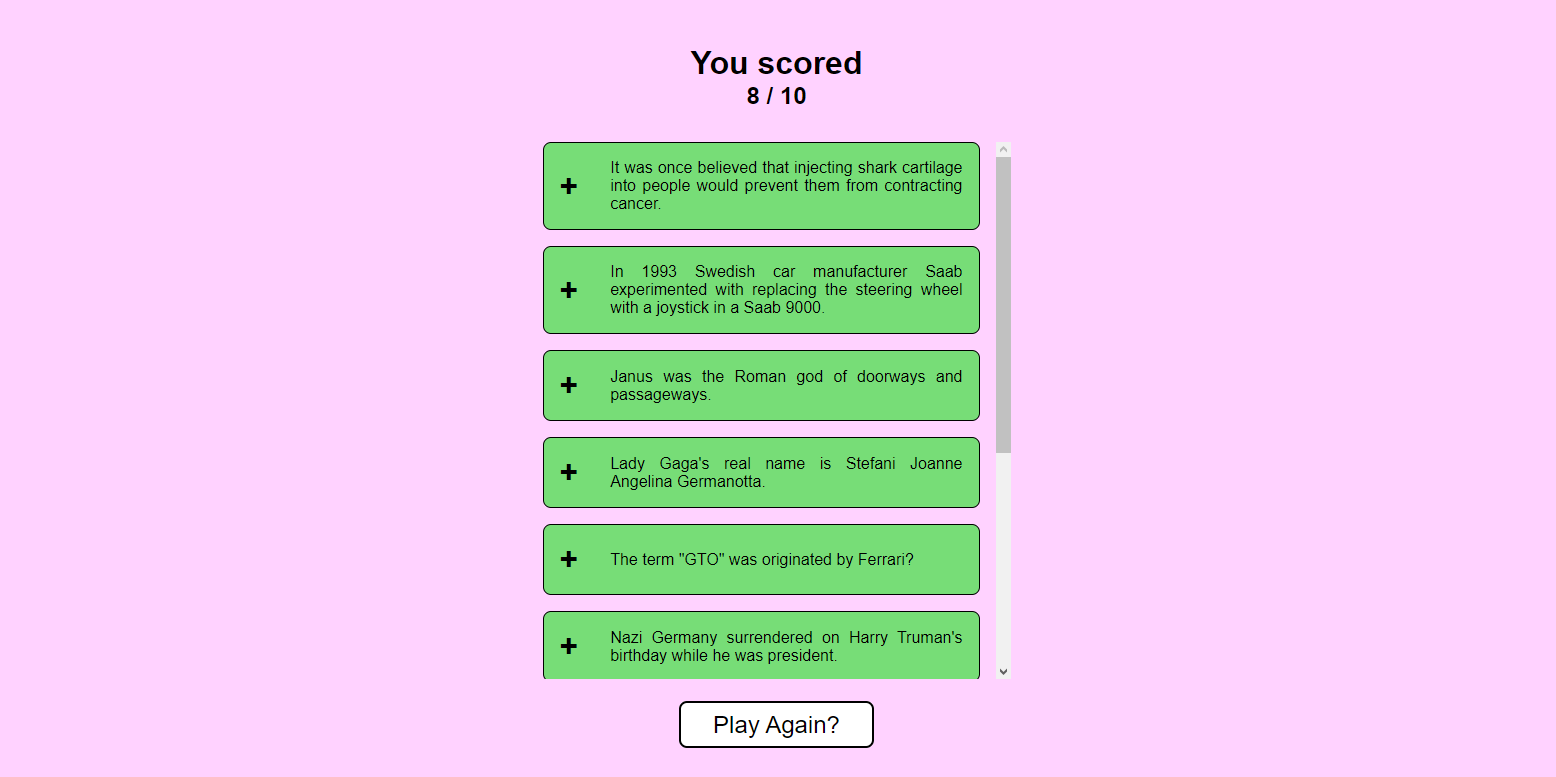 You scored
8 / 10
+
It was once believed that injecting shark cartilage
into people would prevent them from contracting
cancer.
+
In 1993 Swedish car manufacturer Saab
experimented with replacing the steering wheel
with a joystick in a Saab 9000.
+
Janus was the Roman god of doorways and
passageways.
+
Lady Gaga's real name is Stefani Joanne
Angelina Germanotta.
+
The term "GTO" was originated by Ferrari?
+
Nazi Germany surrendered on Harry Truman's
birthday while he was president.
Play Again?